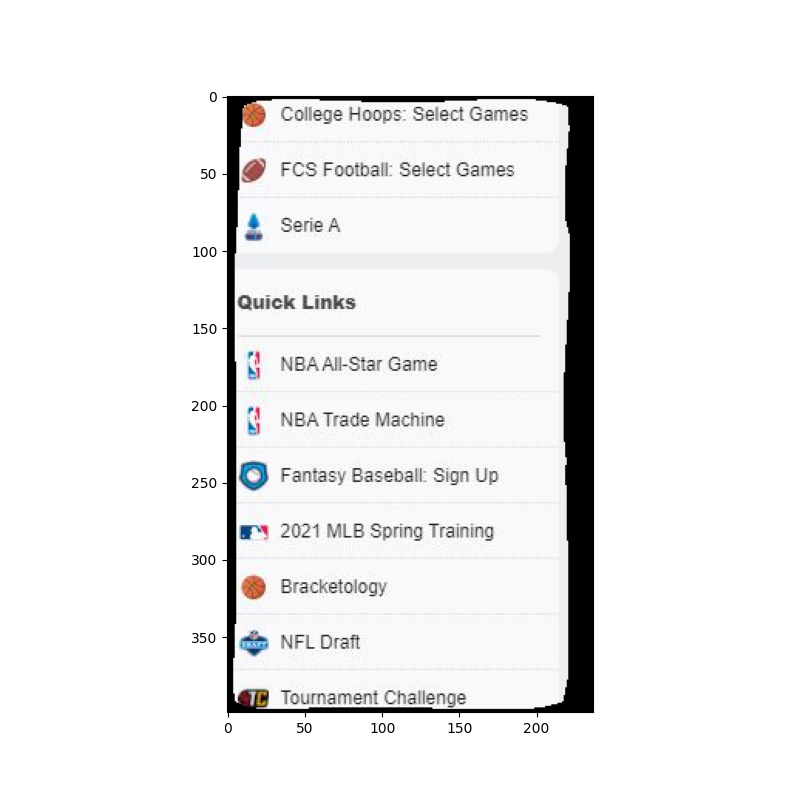 0
50
100
150
200
250
300
350
College Hoops: Select Games
FCS Football: Select Games
Serie A
Quick Links
NBA All-Star Game
NBA Trade Machine
Fantasy Baseball: Sign Up
2021 MLB Spring Training
Bracketology
DRAFT
NFL Draft
TC
Tournament Challenge
0
50
100
150
200